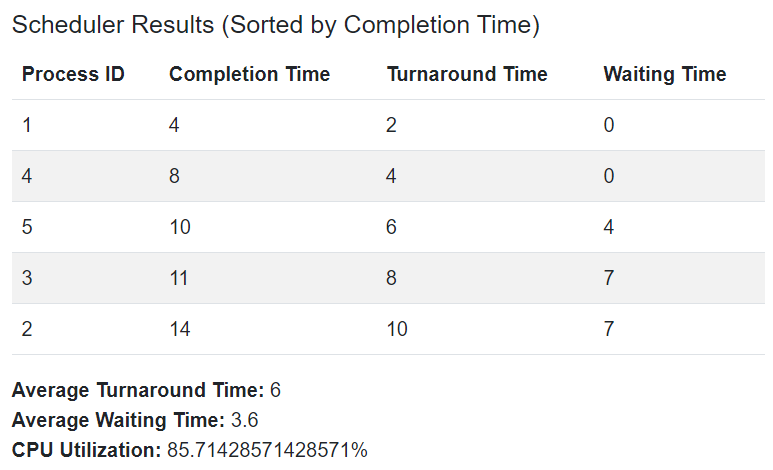 Scheduler Results (Sorted by Completion Time)
Process ID Completion Time Turnaround Time Waiting Time
1 4 2 0
4 8 4 0
5 10 6 4
3 11 8 7
2 14 10 7
Average Turnaround Time: 6
Average Waiting Time: 3.6
CPU Utilization: 85.71428571428571%